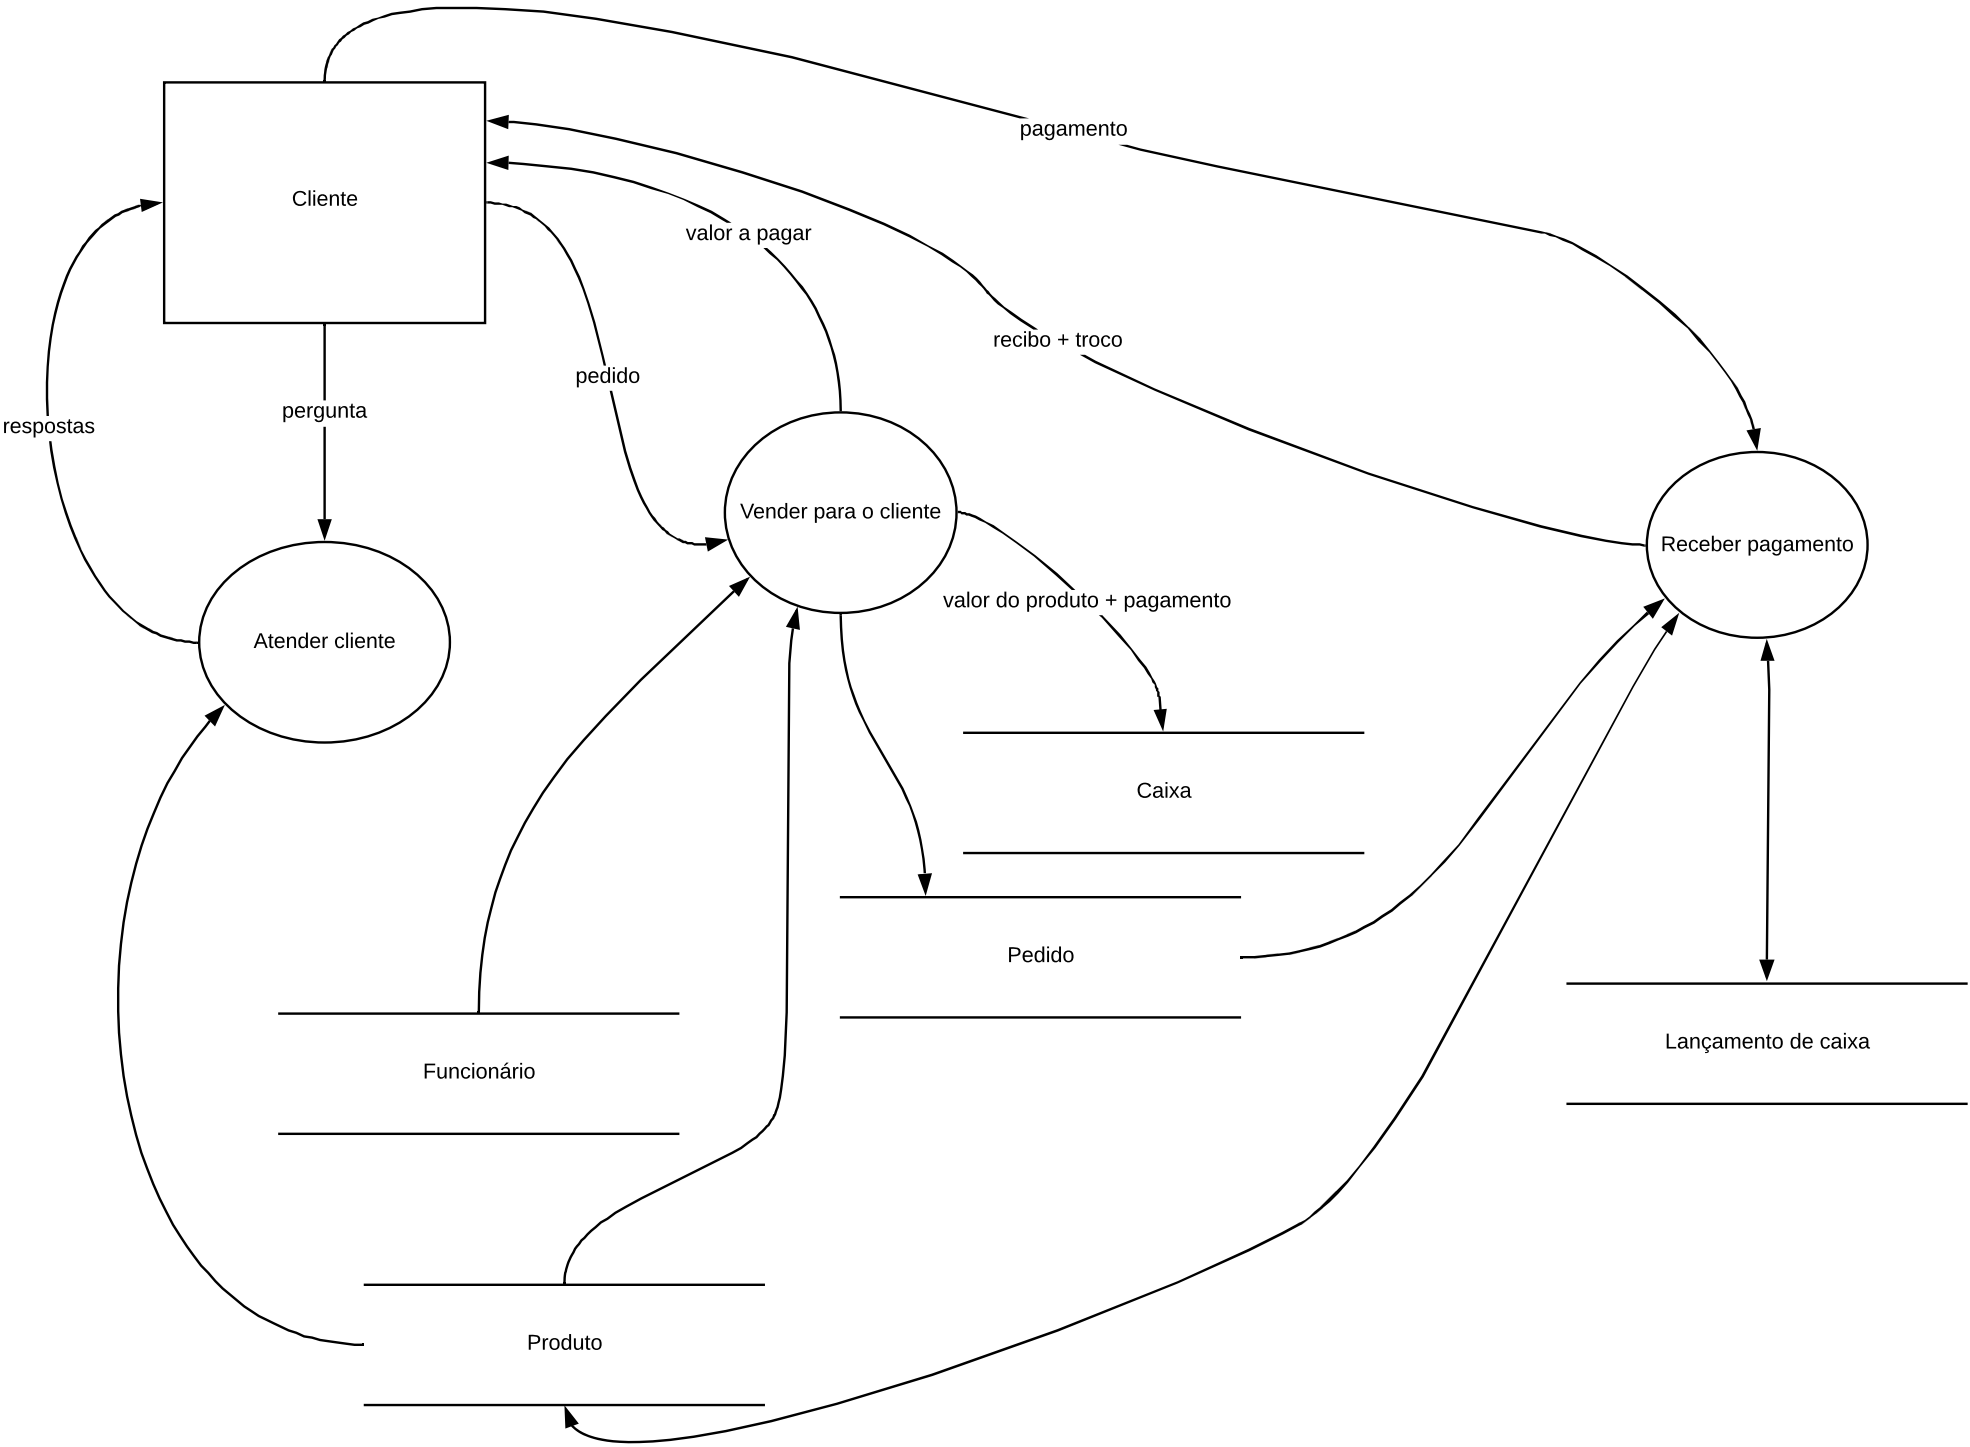 pagamento
Cliente
valor a pagar
recibo + troco
pedido
pergunta
respostas
Vender para o cliente
Receber pagamento
valor do produto + pagamento
Atender cliente
Caixa
Pedido
Lançamento de caixa
Funcionário
Produto